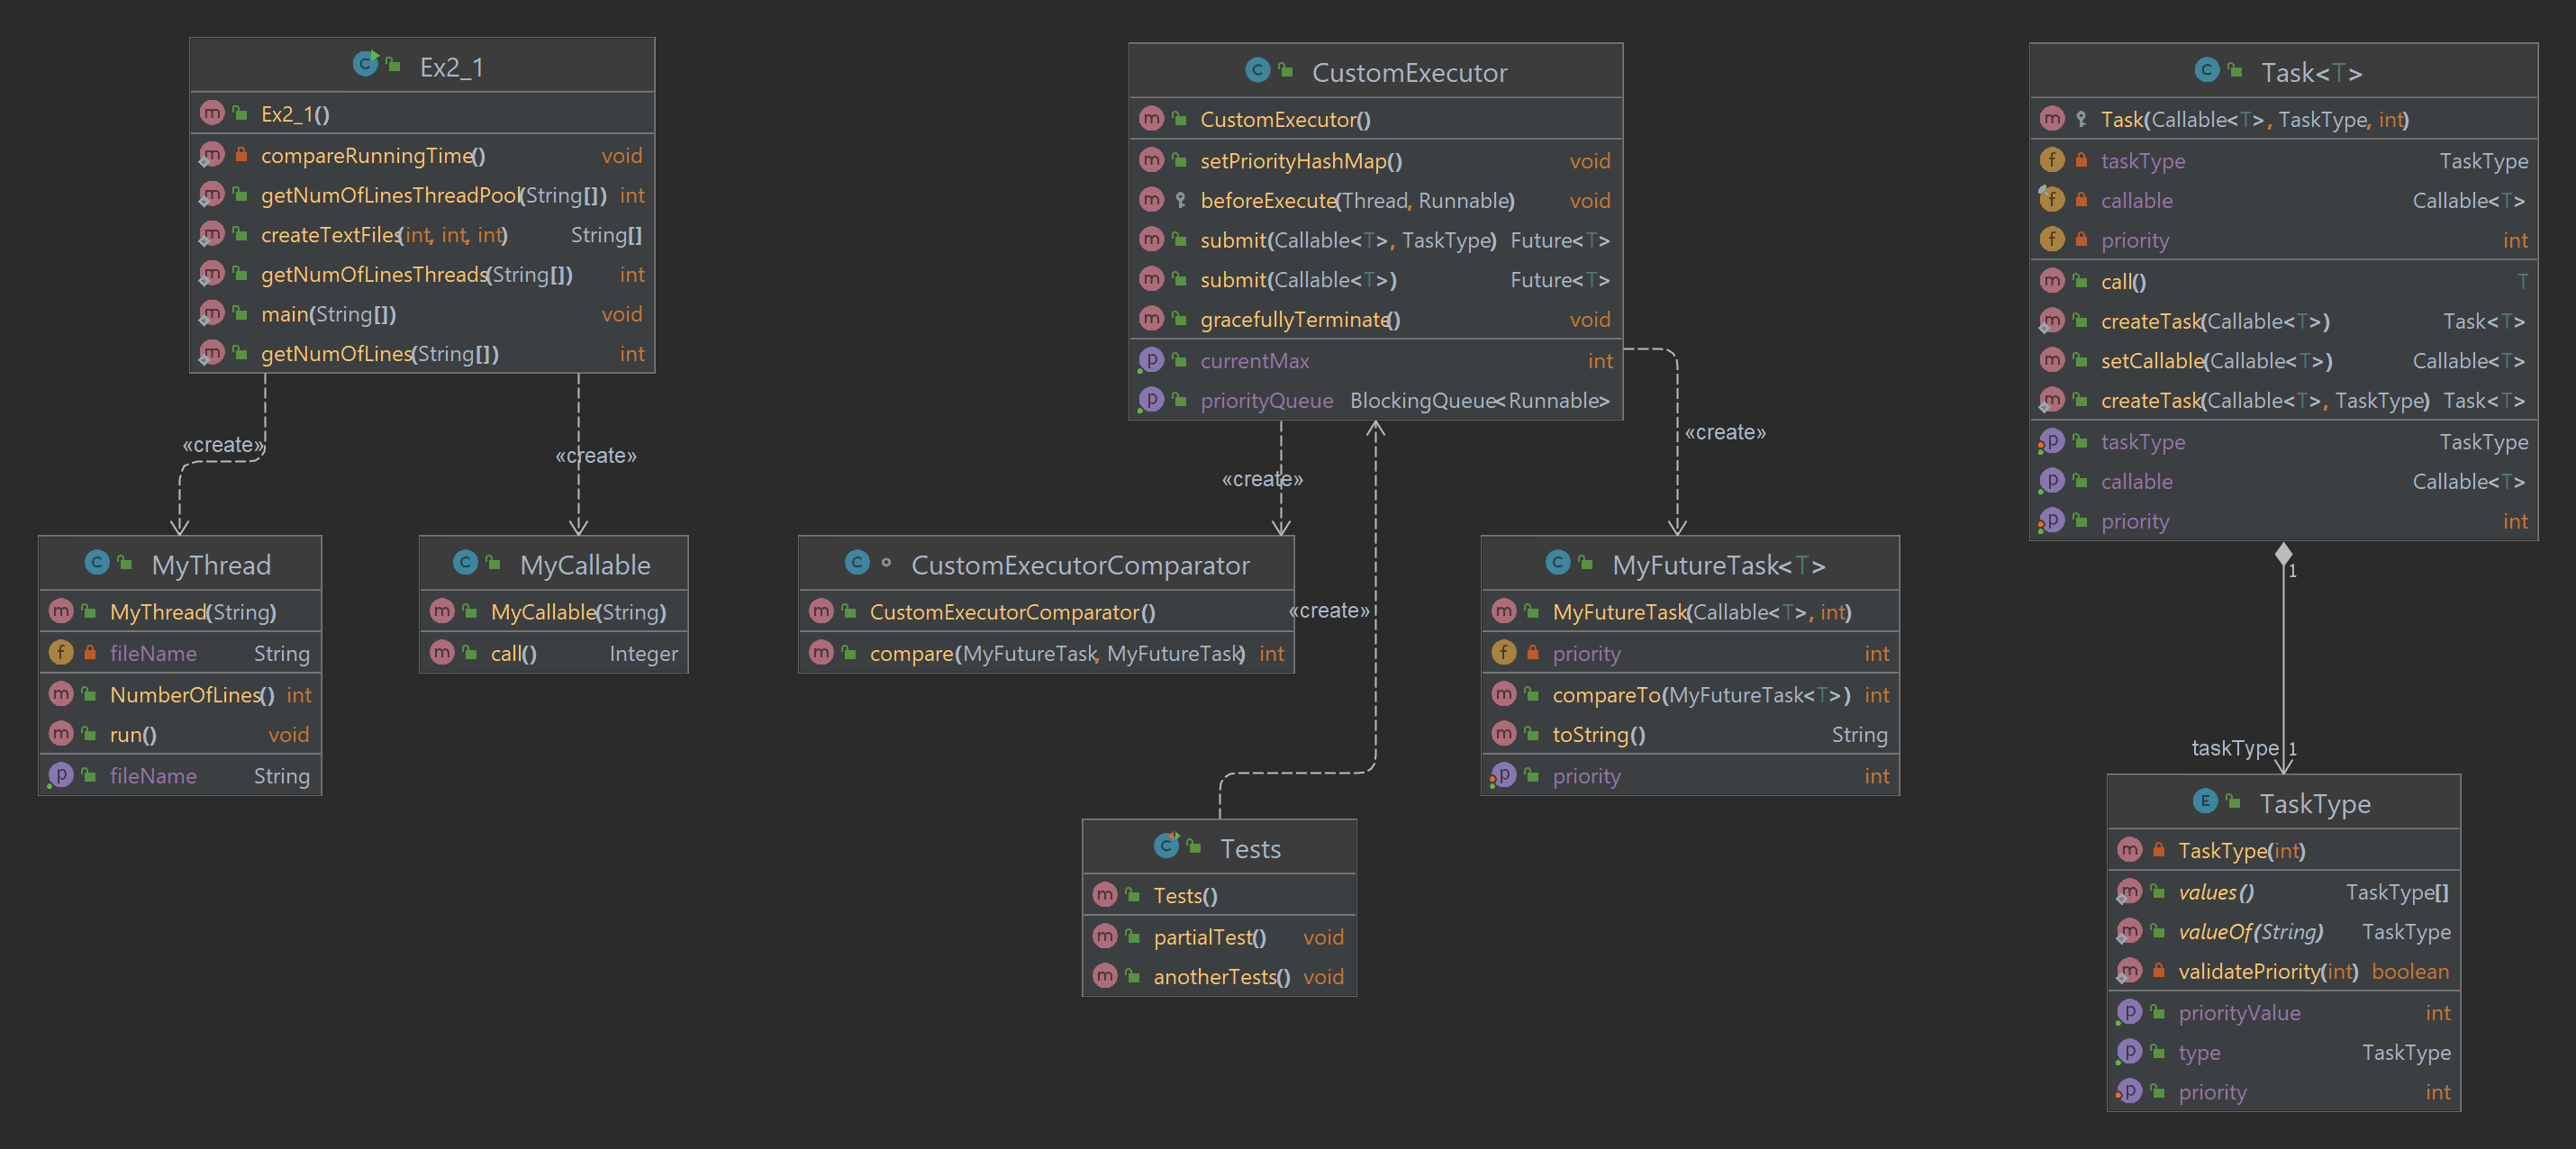 Ex2_1
Ex2_1()
compareRunningTime() void
getNumOfLinesThreadPool(String[]) int
createTextFiles(int, int, int) String[]
getNumOfLinesThreads(String[]) int
main(String[]) void
getNumOfLines(String[]) int
«create»
«create»
MyThread
MyThread(String)
fileName String
NumberOfLines() int
run() void
fileName String
MyCallable
MyCallable(String)
call() Integer
CustomExecutor
CustomExecutor()
setPriorityHashMap() void
beforeExecute(Thread, Runnable) void
submit(Callable<T>, TaskType) Future<T>
submit(Callable<T>) Future<T>
gracefullyTerminate() void
currentMax int
priorityQueue BlockingQueue<Runnable>
«create»
«create»
«create»
CustomExecutorComparator
CustomExecutorComparator()
compare(MyFutureTask, MyFutureTask) int
MyFutureTask<T>
MyFutureTask(Callable<T>, int)
priority int
compareTo(MyFutureTask<T>) int
toString() String
priority int
Tests
Tests()
partialTest() void
anotherTests() void
Task<T>
Task(Callable<T>, TaskType, int)
taskType TaskType
callable Callable<T>
priority int
call() T
createTask(Callable<T>) Task<T>
setCallable(Callable<T>) Callable<T>
createTask(Callable<T>, TaskType) Task<T>
taskType TaskType
callable Callable<T>
priority int
1
taskType 1
TaskType
TaskType(int)
values() TaskType[]
valueOf(String) TaskType
validatePriority(int) boolean
priorityValue int
type TaskType
priority int